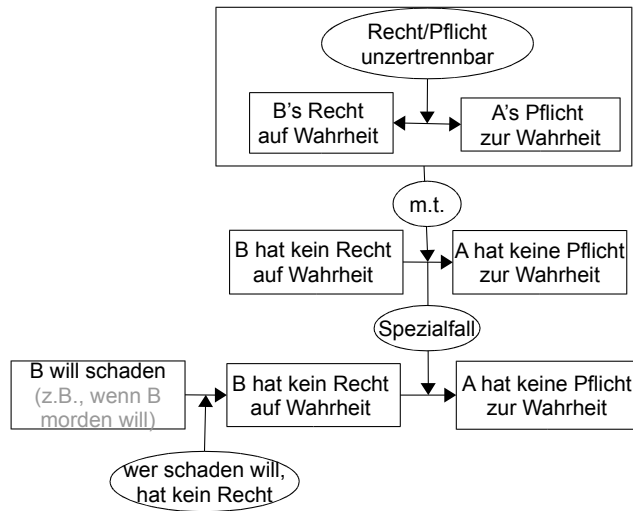 Recht/Pflicht
unzertrennbar
B's Recht
auf Wahrheit
A's Pflicht
zur Wahrheit
m.t.
B hat kein Recht
auf Wahrheit
A hat keine Pflicht
zur Wahrheit
Spezialfall
B will schaden
(z.B., wenn B
morden will)
B hat kein Recht
auf Wahrheit
A hat keine Pflicht
zur Wahrheit
wer schaden will,
hat kein Recht